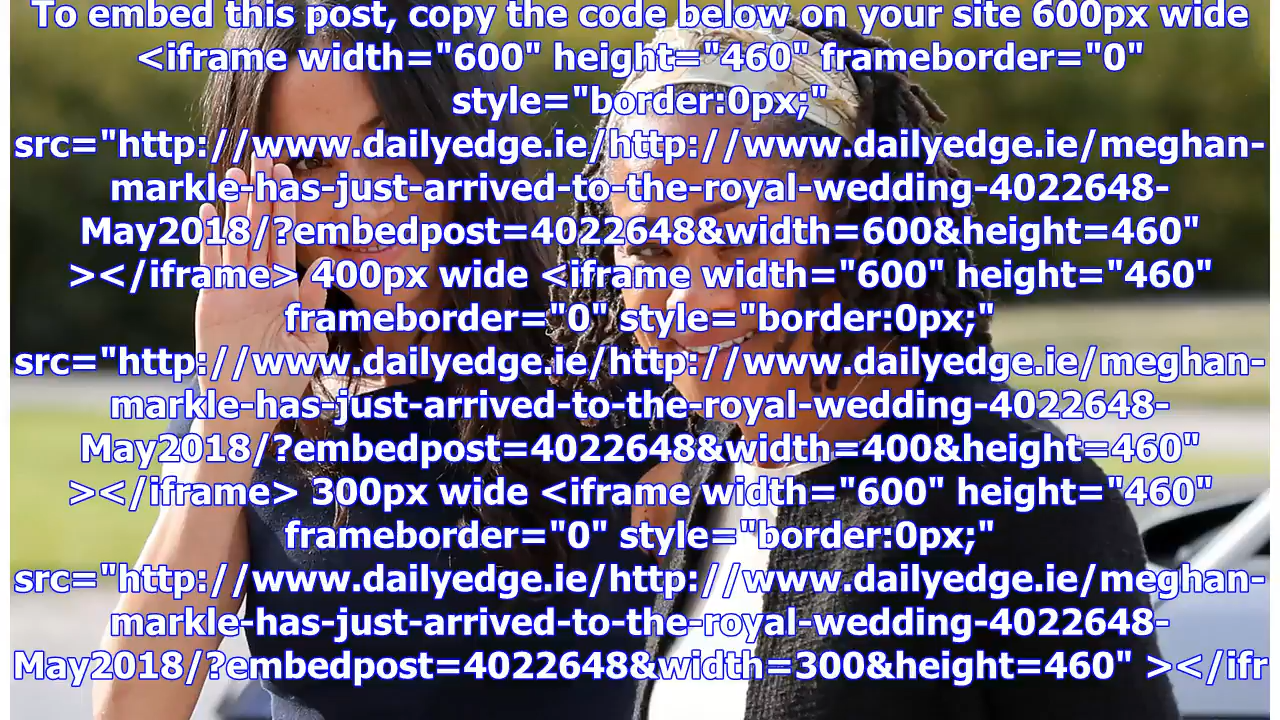 To embed this post, copy the code below on your site 600px wide
<iframe width="600" height="460" frameborder="0"
style="border:0px;"
src="http://www.dailyedge.ie/http://www.dailyedge.ie/meghan-
markle-has-just-arrived-to-the-royal-wedding-4022648-
May2018/?embedpost=4022648&width=600&height=460"
></iframe> 400px wide <iframe width="600" height="460"
frameborder="0" style="border:0px;"
src="http://www.dailyedge.ie/http://www.dailyedge.ie/meghan-
markle-has-just-arrived-to-the-royal-wedding-4022648-
May2018/?embedpost=4022648&width=400&height=460"
></iframe> 300px wide <iframe width="600" height="460"
frameborder="0" style="border:0px;"
src="http://www.dailyedge.ie/http://www.dailyedge.ie/meghan-
markle-has-just-arrived-to-the-royal-wedding-4022648-
May2018/?embedpost=4022648&width=300&height=460" ></ifr